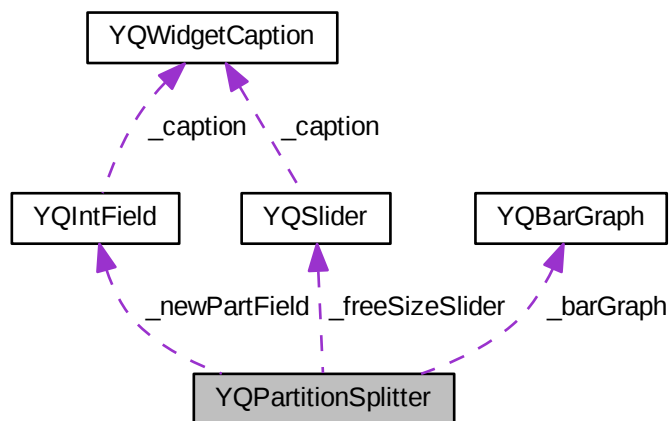 YQWidgetCaption
_caption
_caption
YQIntField
YQSlider
YQBarGraph
_newPartField
_freeSizeSlider
_barGraph
YQPartitionSplitter